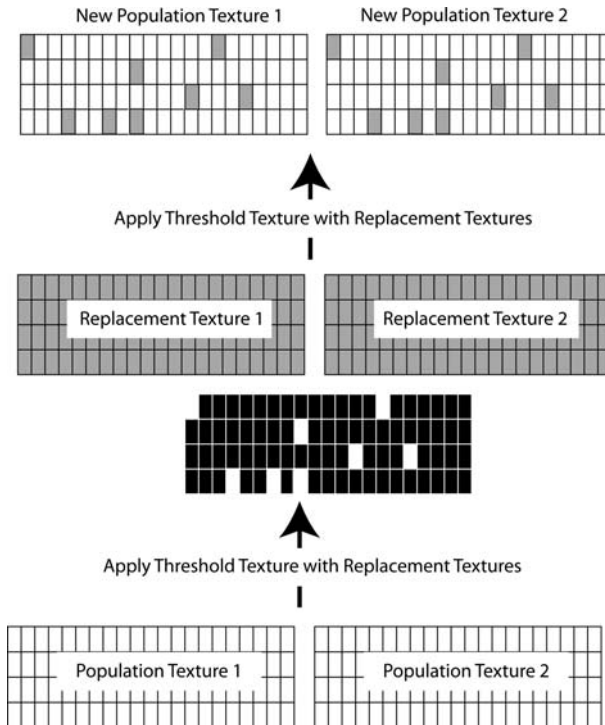 New Population Texture 1
New Population Texture 2
Apply Threshold Texture with Replacement Textures
Replacement Texture 1
Replacement Texture 2
Apply Threshold Texture with Replacement Textures
Population Texture 1
Population Texture 2